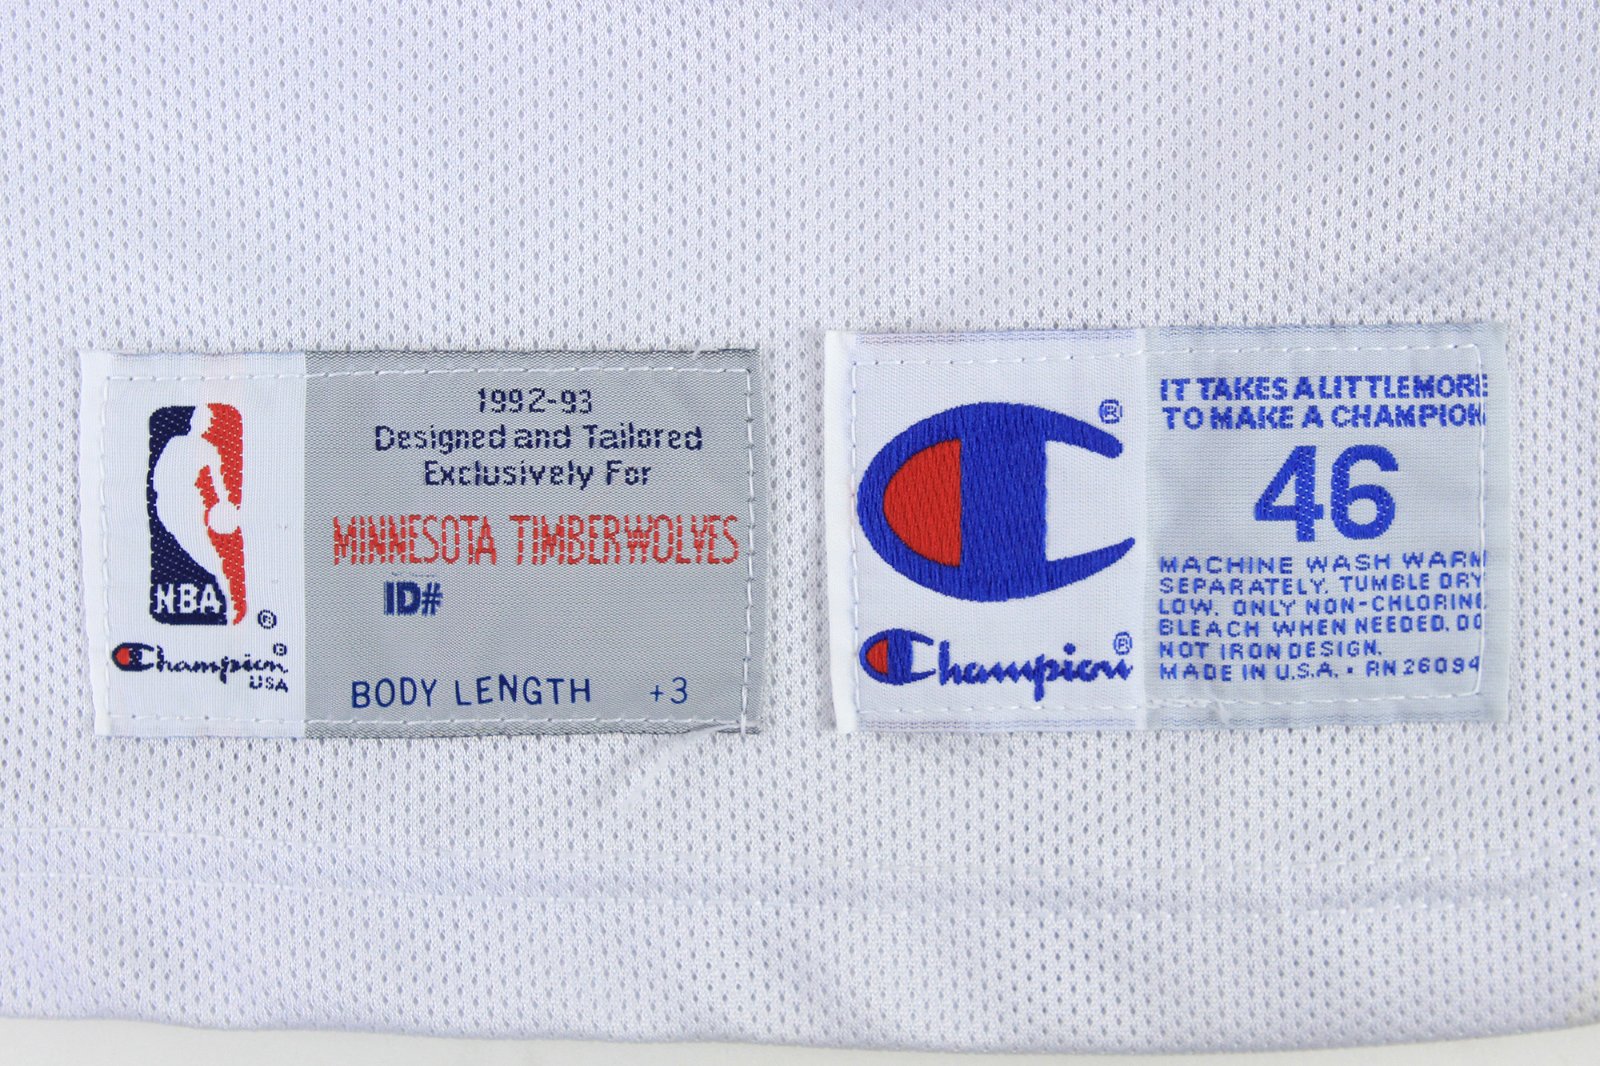 1992-93
Designed and Tailored
Exclusively For
MINNESOTA TIMBERWOLVES
ID#
BODY LENGTH +3
NBA
®
Champion
USA
®
Champion®
IT TAKES A LITTLE MORE
TO MAKE A CHAMPION
46
MACHINE WASH WARM
SEPARATELY. TUMBLE DRY
LOW. ONLY NON-CHLORINE
BLEACH WHEN NEEDED. DO
NOT IRON DESIGN.
MADE IN U.S.A. • RN 26094